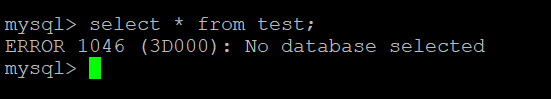 mysql> select * from test;
ERROR 1046 (3D000): No database selected
mysql>